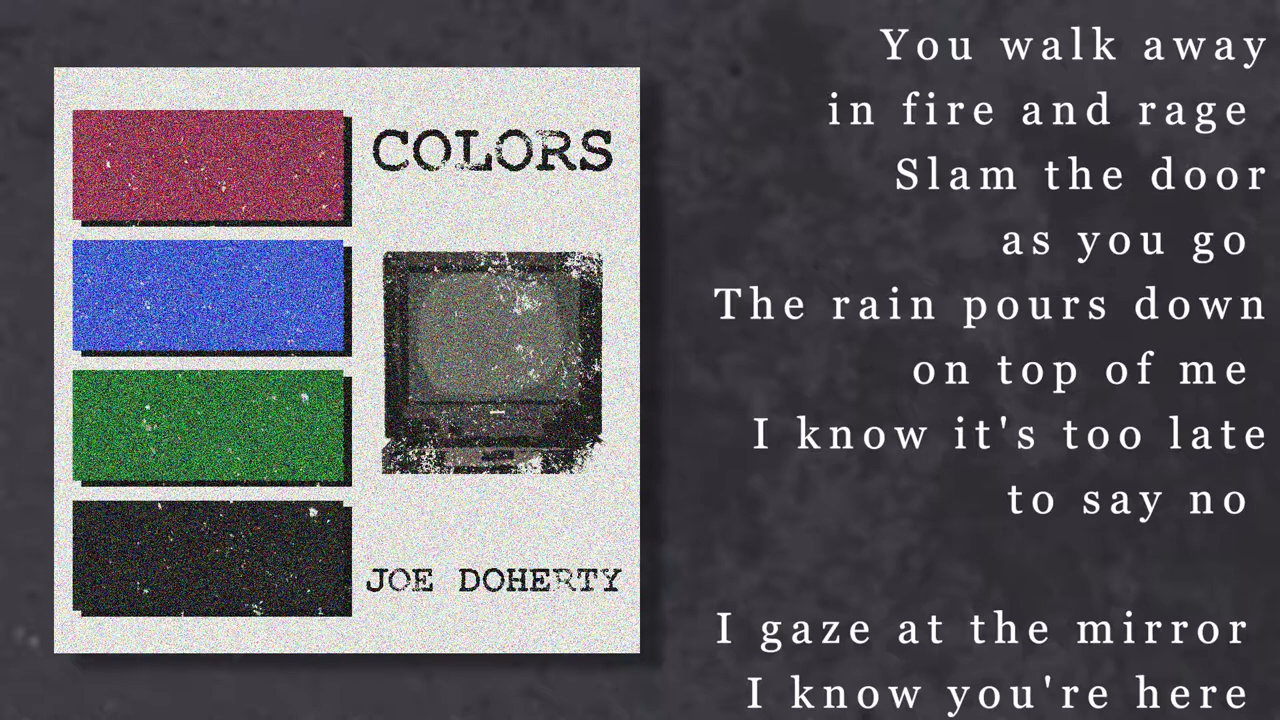 COLORS
JOE DOHERTY
You walk away
in fire and rage
Slam the door
as you go
The rain pours down
on top of me
I know it's too late
to say no
I gaze at the mirror
I know you're here